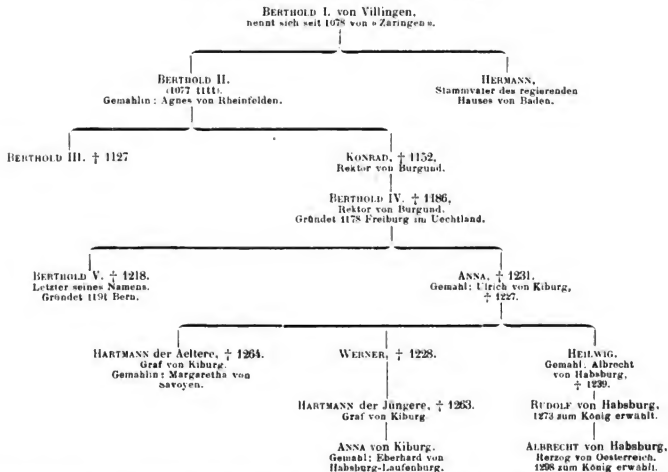 BERTHOLD I. von Villingen,
nennt sich seit 1078 von «Zäringen».
BERTHOLD II.
(1077 1111).
Gemahlin: Agnes von Rheinfelden.
HERMANN,
Stammvater des regierenden
Hauses von Baden.
BERTHOLD III. † 1127
KONRAD, † 1152,
Rektor von Burgund.
BERTHOLD IV. † 1186,
Rektor von Burgund.
Gründet 1178 Freiburg im Uechtland.
BERTHOLD V. † 1218.
Letzter seines Namens.
Gründet 1191 Bern.
ANNA, † 1231.
Gemahl: Ulrich von Kiburg,
† 1227.
HARTMANN der Aeltere, † 1264.
Graf von Kiburg.
Gemahlin: Margaretha von
Savoyen.
WERNER, † 1228.
HARTMANN der Jüngere, † 1263.
Graf von Kiburg
ANNA von Kiburg.
Gemahl: Eberhard von
Habsburg-Laufenburg.
HEILWIG.
Gemahl: Albrecht
von Habsburg,
† 1239.
RUDOLF von Habsburg,
1273 zum König erwählt.
ALBRECHT von Habsburg,
Herzog von Oesterreich.
1298 zum König erwählt.